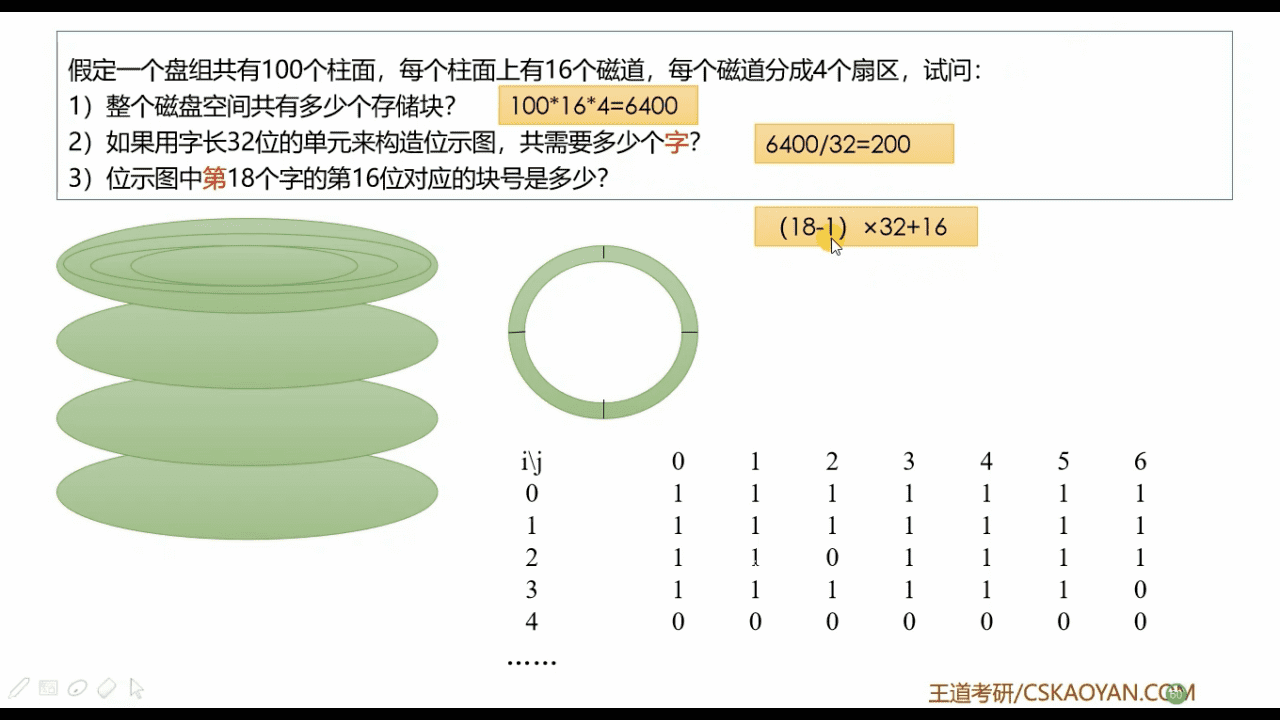 假定一个盘组共有100个柱面，每个柱面上有16个磁道，每个磁道分成4个扇区，试问：
1）整个磁盘空间共有多少个存储块？ 100*16*4=6400
2）如果用字长32位的单元来构造位示图，共需要多少个字？ 6400/32=200
3）位示图中第18个字的第16位对应的块号是多少？
（18-1）×32+16
i\j 0 1 2 3 4 5 6
0 1 1 1 1 1 1 1
1 1 1 1 1 1 1 1
2 1 1 0 1 1 1 1
3 1 1 1 1 1 1 0
4 0 0 0 0 0 0 0
……
王道考研/CSKAOYAN.COM